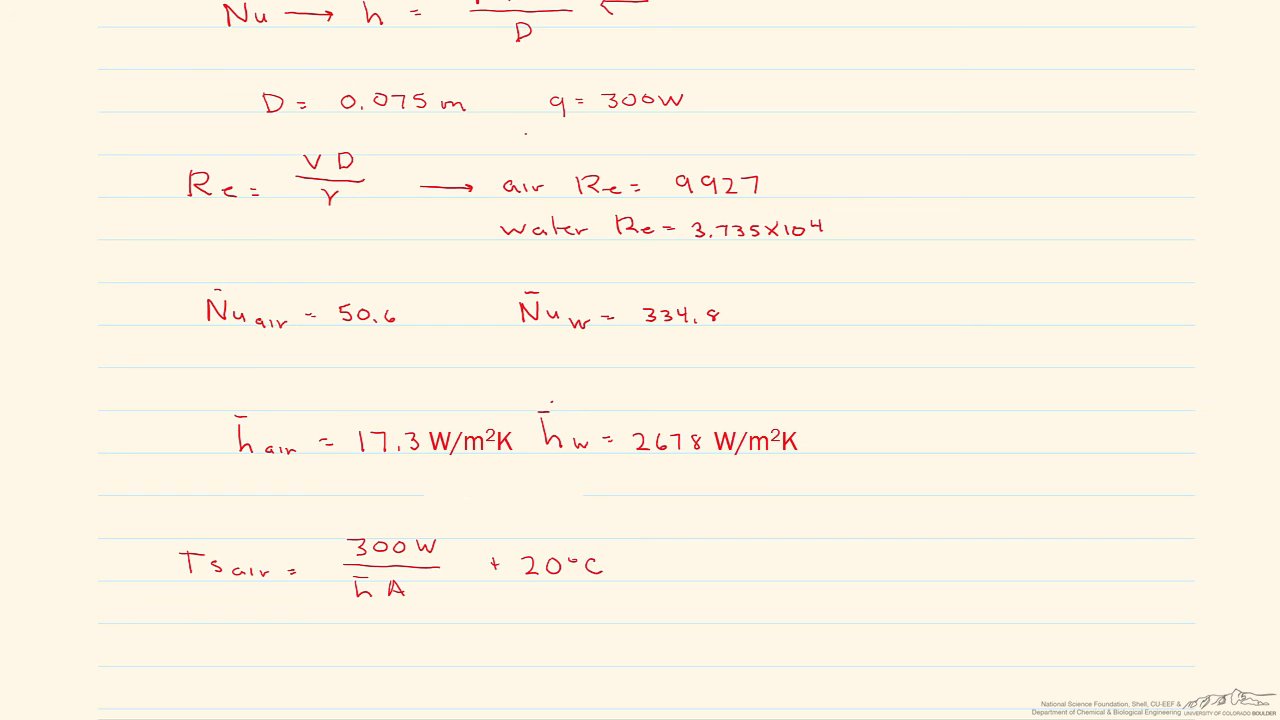 Nu → h = / D ←
D = 0.075 m q = 300W
Re = V D / γ → air Re = 9927
water Re = 3.735×10⁴
N̄u air = 50.6 N̄u w = 334.8
h̄ air = 17.3 W/m²K h̄ w = 2678 W/m²K
Ts air = 300W / h̄ A + 20°C
National Science Foundation, Shell, CU-EEF &
Department of Chemical & Biological Engineering UNIVERSITY OF COLORADO BOULDER